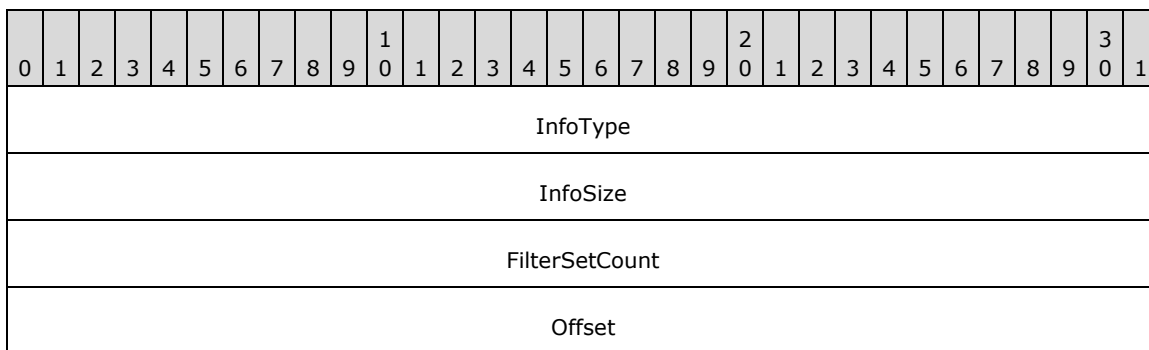 1 2 3
0 1 2 3 4 5 6 7 8 9 0 1 2 3 4 5 6 7 8 9 0 1 2 3 4 5 6 7 8 9 0 1
InfoType
InfoSize
FilterSetCount
Offset